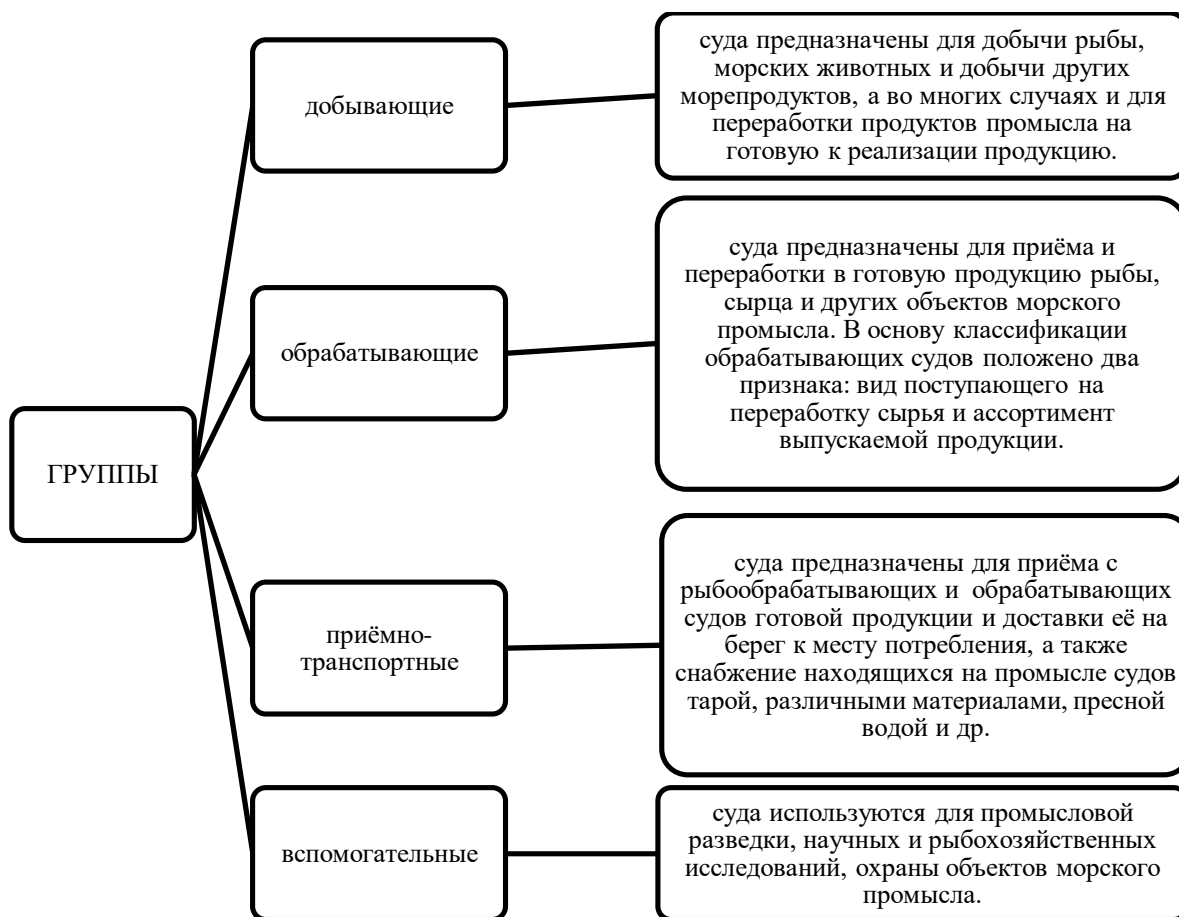 ГРУППЫ
добывающие
суда предназначены для добычи рыбы,
морских животных и добычи других
морепродуктов, а во многих случаях и для
переработки продуктов промысла на
готовую к реализации продукцию.
обрабатывающие
суда предназначены для приёма и
переработки в готовую продукцию рыбы,
сырца и других объектов морского
промысла. В основу классификации
обрабатывающих судов положено два
признака: вид поступающего на
переработку сырья и ассортимент
выпускаемой продукции.
приёмно-
транспортные
суда предназначены для приёма с
рыбообрабатывающих и обрабатывающих
судов готовой продукции и доставки её на
берег к месту потребления, а также
снабжение находящихся на промысле судов
тарой, различными материалами, пресной
водой и др.
вспомогательные
суда используются для промысловой
разведки, научных и рыбохозяйственных
исследований, охраны объектов морского
промысла.